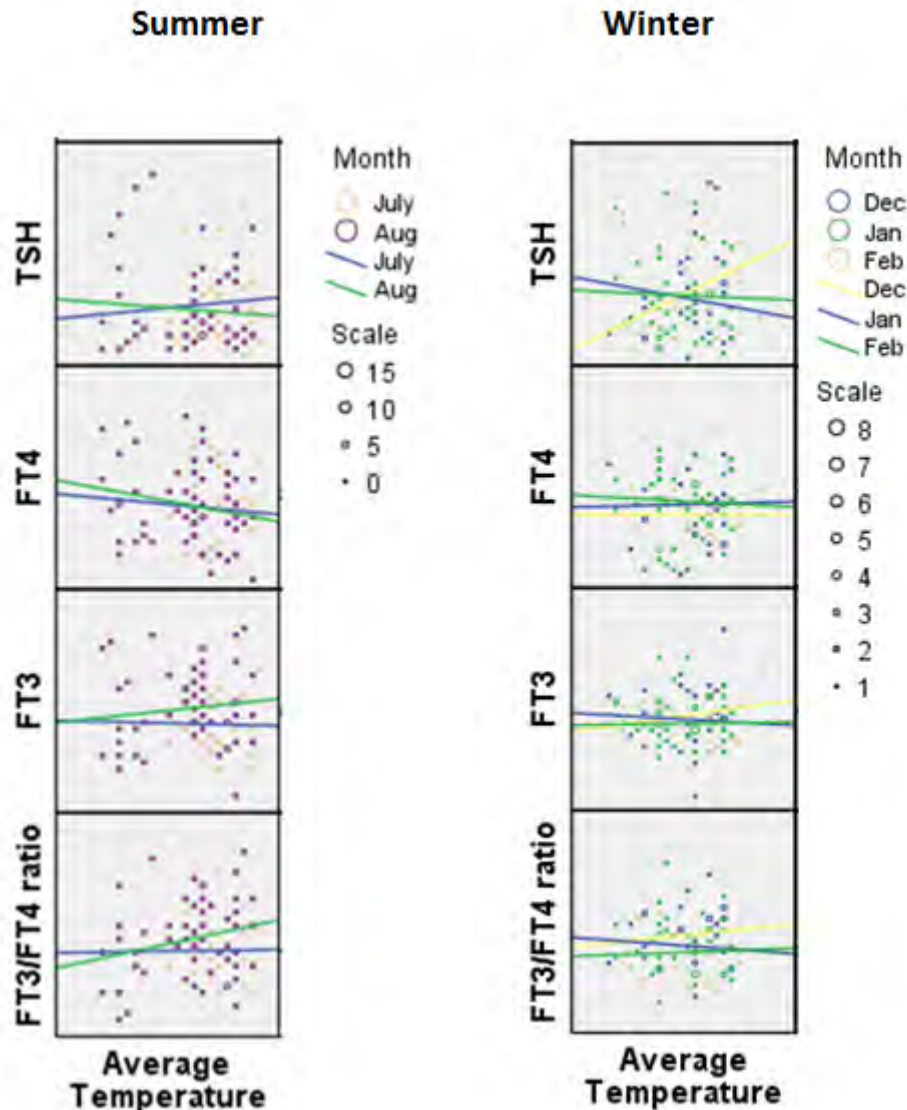 Summer
TSH
FT4
FT3
FT3/FT4 ratio
Average
Temperature
Month
July
Aug
July
Aug
Scale
15
10
5
0
Winter
TSH
FT4
FT3
FT3/FT4 ratio
Average
Temperature
Month
Dec
Jan
Feb
Dec
Jan
Feb
Scale
8
7
6
5
4
3
2
1